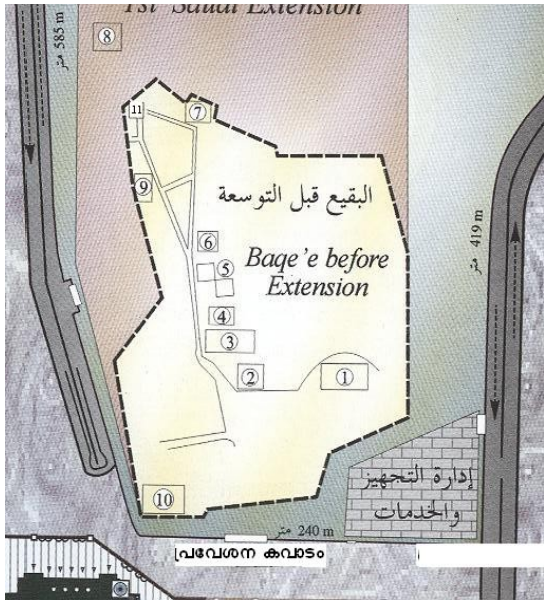 1st Saudi Extension
585 m متر
8
11
7
9
البقيع قبل التوسعة
6
Baqe'e before
Extension
5
4
3
2
1
419 m متر
10
إدارة التجهيز
والخدمات
240 m متر
പ്രവേശന കവാടം